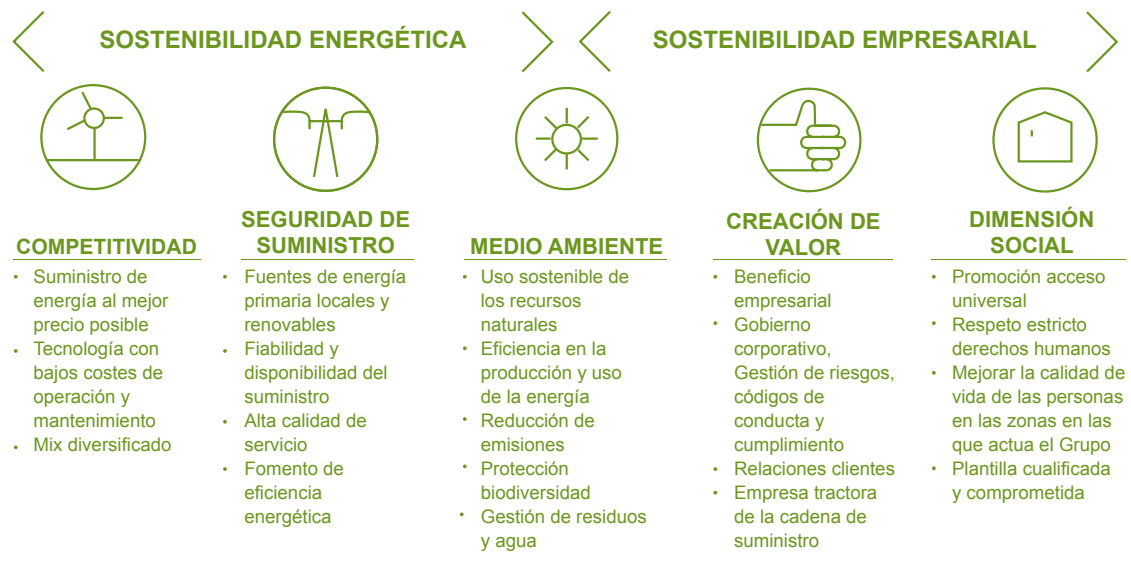 SOSTENIBILIDAD ENERGÉTICA
SOSTENIBILIDAD EMPRESARIAL
COMPETITIVIDAD
• Suministro de
energía al mejor
precio posible
• Tecnología con
bajos costes de
operación y
mantenimiento
• Mix diversificado
SEGURIDAD DE
SUMINISTRO
• Fuentes de energía
primaria locales y
renovables
• Fiabilidad y
disponibilidad del
suministro
• Alta calidad de
servicio
• Fomento de
eficiencia
energética
MEDIO AMBIENTE
• Uso sostenible de
los recursos
naturales
• Eficiencia en la
producción y uso
de la energía
• Reducción de
emisiones
• Protección
biodiversidad
• Gestión de residuos
y agua
CREACIÓN DE
VALOR
• Beneficio
empresarial
• Gobierno
corporativo,
Gestión de riesgos,
códigos de
conducta y
cumplimiento
• Relaciones clientes
• Empresa tractora
de la cadena de
suministro
DIMENSIÓN
SOCIAL
• Promoción acceso
universal
• Respeto estricto
derechos humanos
• Mejorar la calidad de
vida de las personas
en las zonas en las
que actua el Grupo
• Plantilla cualificada
y comprometida